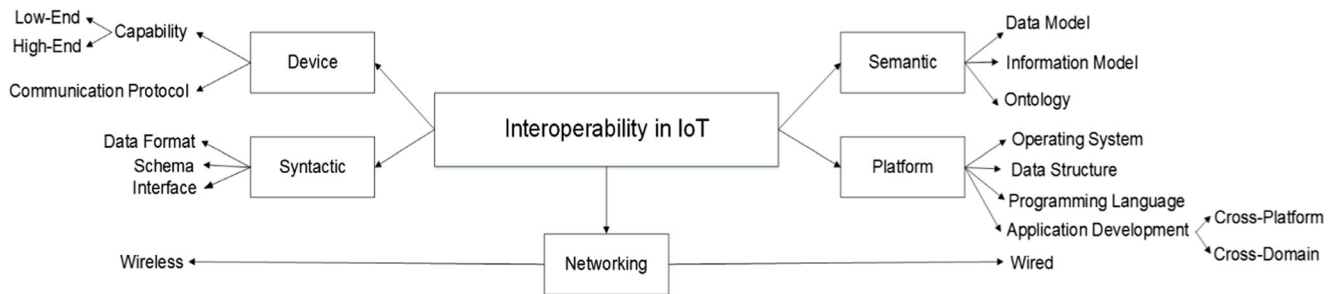 Low-End
High-End
Capability
Communication Protocol
Device
Data Format
Schema
Interface
Syntactic
Interoperability in IoT
Semantic
Data Model
Information Model
Ontology
Platform
Operating System
Data Structure
Programming Language
Application Development
Cross-Platform
Cross-Domain
Wireless
Networking
Wired